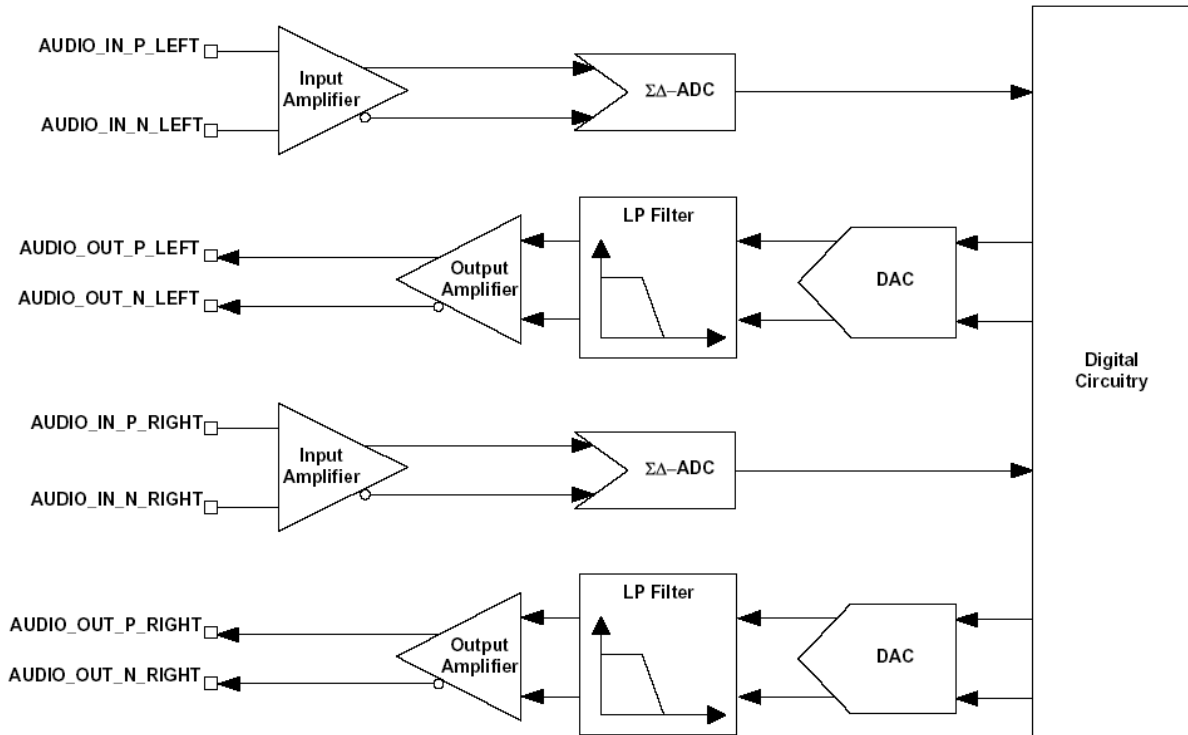 AUDIO_IN_P_LEFT
Input
Amplifier
AUDIO_IN_N_LEFT
ΣΔ–ADC
AUDIO_OUT_P_LEFT
AUDIO_OUT_N_LEFT
Output
Amplifier
LP Filter
DAC
Digital
Circuitry
AUDIO_IN_P_RIGHT
Input
Amplifier
AUDIO_IN_N_RIGHT
ΣΔ–ADC
AUDIO_OUT_P_RIGHT
AUDIO_OUT_N_RIGHT
Output
Amplifier
LP Filter
DAC